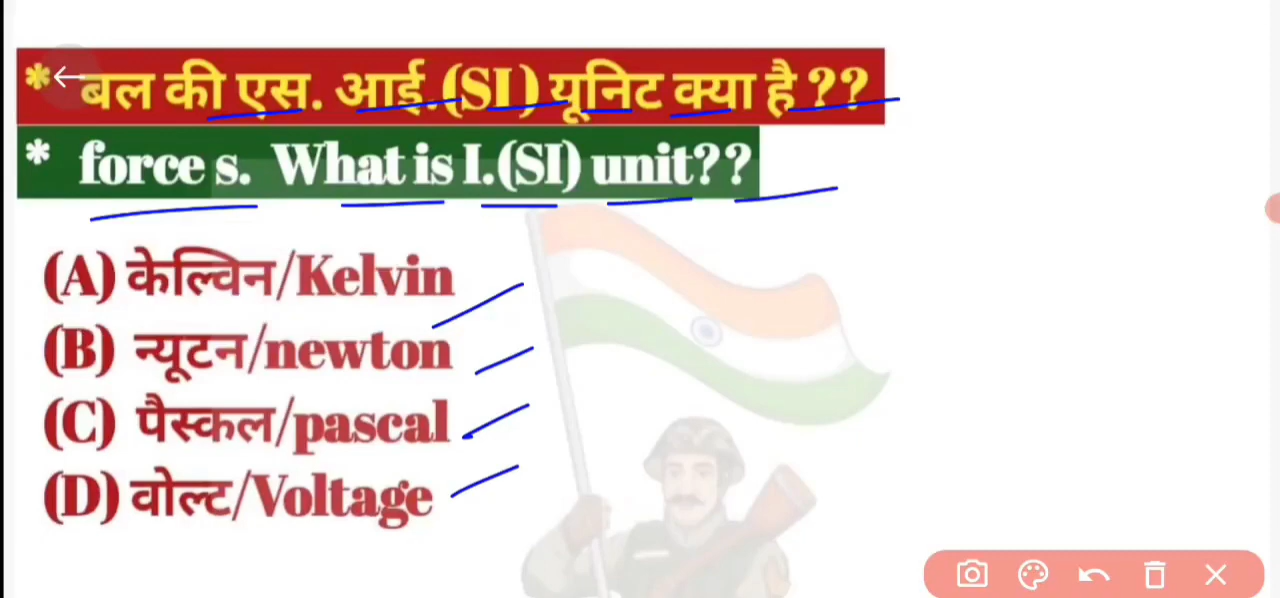 * बल की एस. आई.(SI) यूनिट क्या है ??
* force s. What is I.(SI) unit??
(A) केल्विन/Kelvin
(B) न्यूटन/newton
(C) पैस्कल/pascal
(D) वोल्ट/Voltage